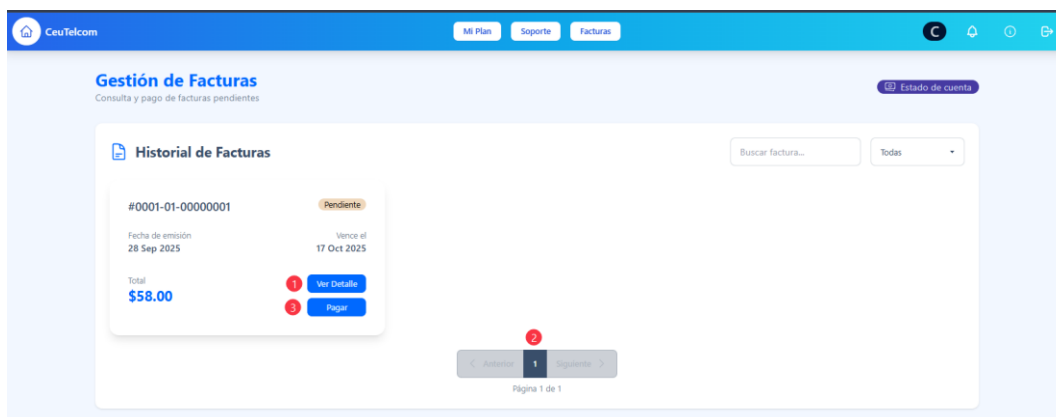 CeuTelcom
Mi Plan
Soporte
Facturas
C
Gestión de Facturas
Consulta y pago de facturas pendientes
Estado de cuenta
Historial de Facturas
Buscar factura...
Todas
#0001-01-00000001
Pendiente
Fecha de emisión
Vence el
28 Sep 2025
17 Oct 2025
Total
1
Ver Detalle
$58.00
3
Pagar
2
< Anterior
1
Siguiente >
Página 1 de 1